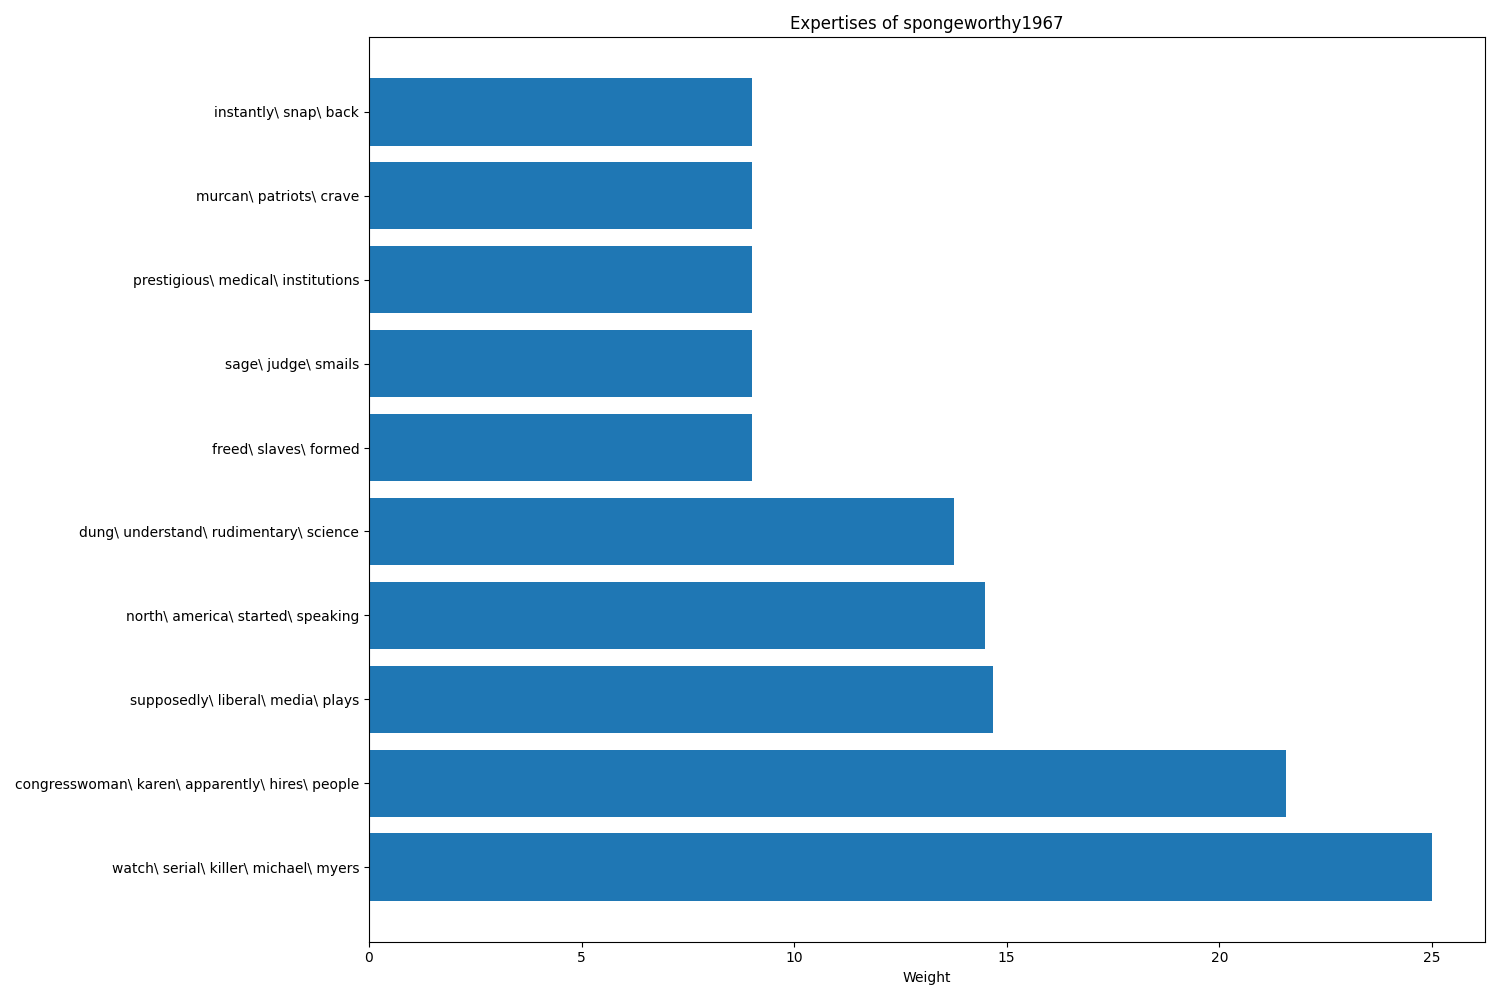 Expertises of spongeworthy1967
instantly\ snap\ back
murcan\ patriots\ crave
prestigious\ medical\ institutions
sage\ judge\ smails
freed\ slaves\ formed
dung\ understand\ rudimentary\ science
north\ america\ started\ speaking
supposedly\ liberal\ media\ plays
congresswoman\ karen\ apparently\ hires\ people
watch\ serial\ killer\ michael\ myers
0 5 10 15 20 25
Weight